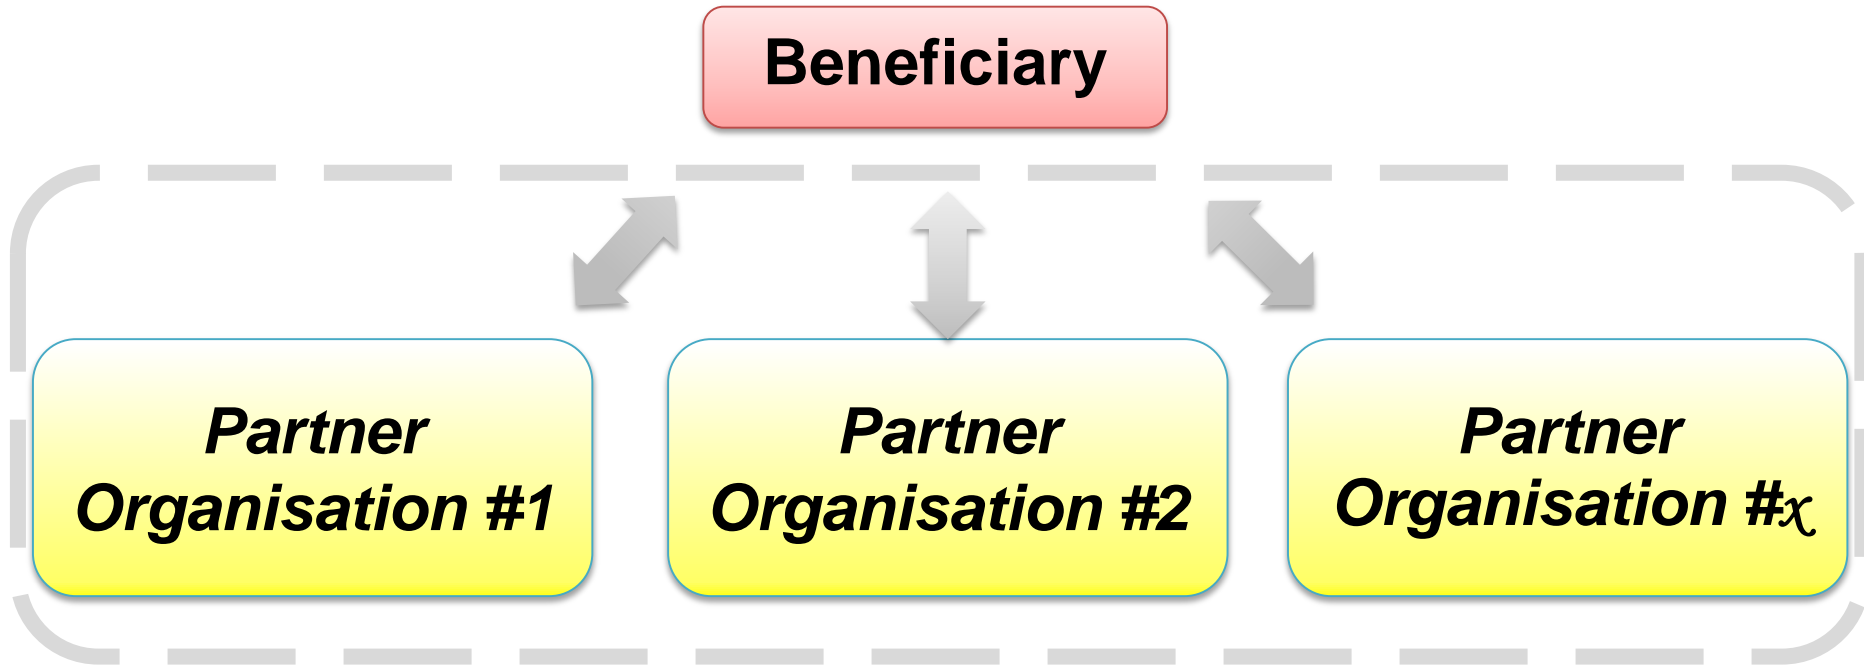 Beneficiary
Partner
Organisation #1
Partner
Organisation #2
Partner
Organisation #x